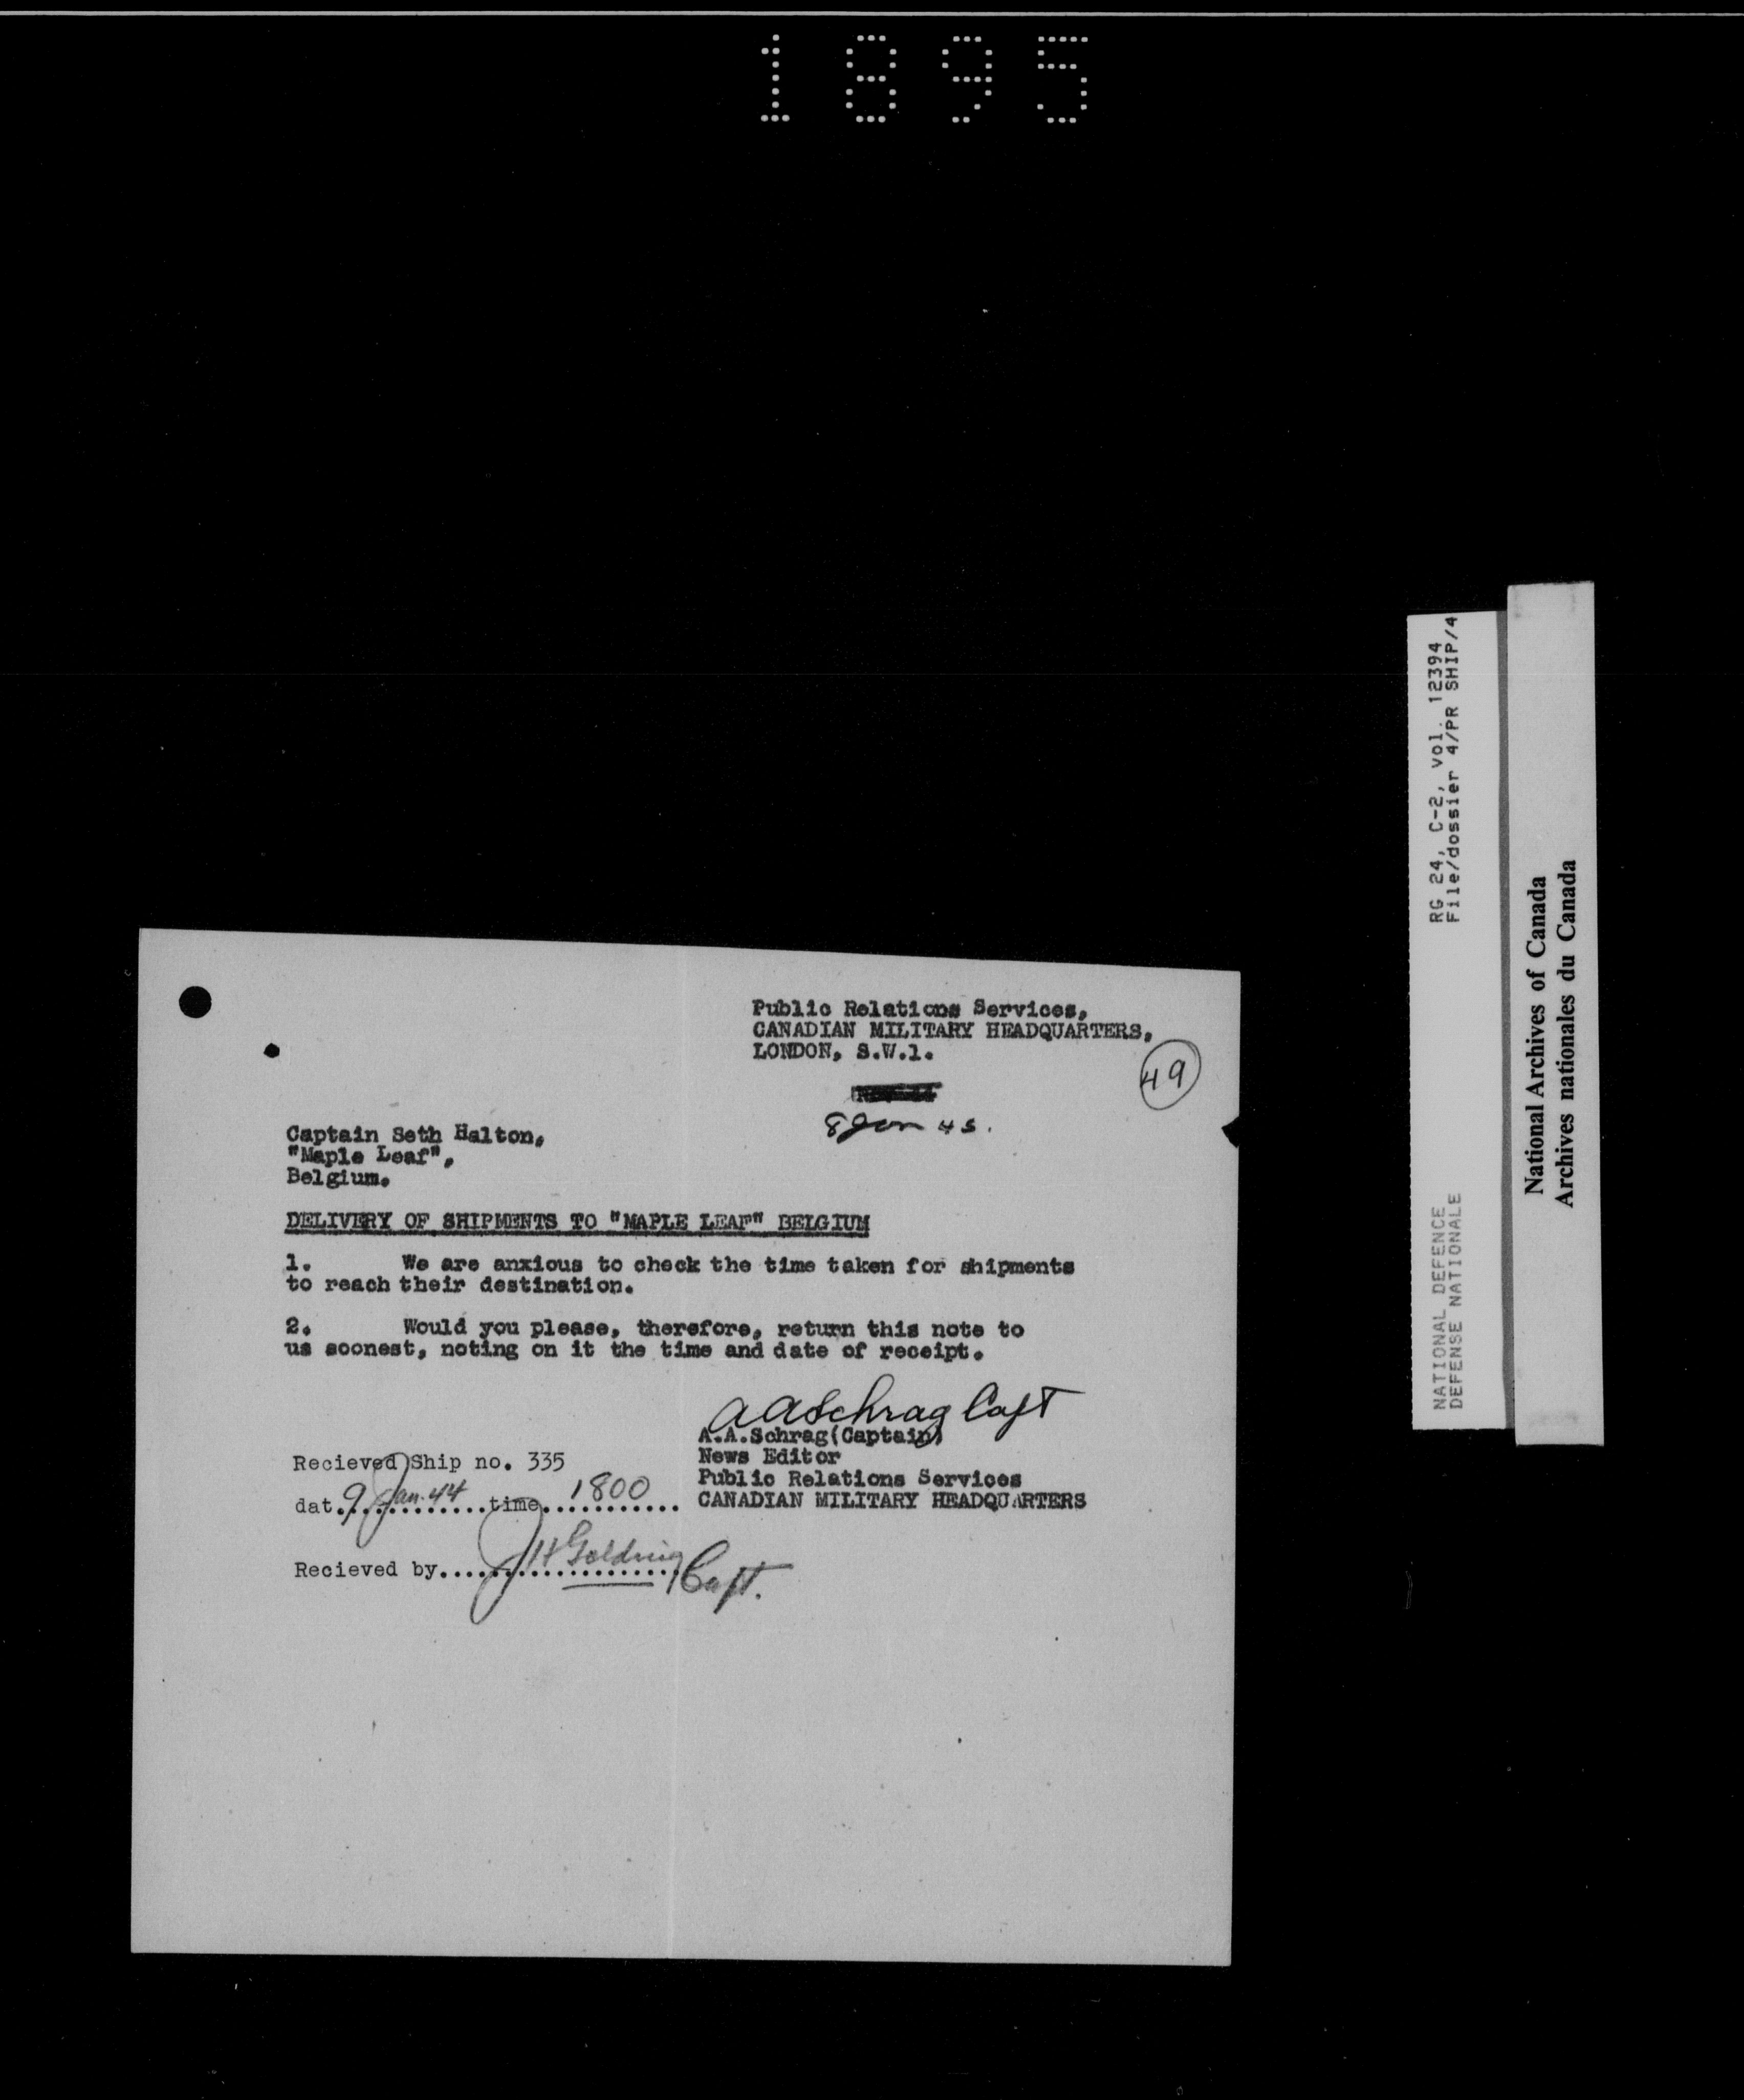 1895
Public Relations Services,
CANADIAN MILITARY HEADQUARTERS,
LONDON, S.W.1.
49
8 Jan 45.
Captain Seth Halton,
"Maple Leaf",
Belgium.
DELIVERY OF SHIPMENTS TO "MAPLE LEAF" BELGIUM
1. We are anxious to check the time taken for shipments
to reach their destination.
2. Would you please, therefore, return this note to
us soonest, noting on it the time and date of receipt.
A A Schrag Capt
A.A.Schrag(Captain)
News Editor
Public Relations Services
CANADIAN MILITARY HEADQUARTERS
Recieved Ship no. 335
dat. 9 Jan. 44 time 1800
Recieved by JH Goldring Capt.
RG 24, C-2, vol. 12394
File/dossier 4/PR SHIP/4
NATIONAL DEFENCE
DEFENSE NATIONALE
National Archives of Canada
Archives nationales du Canada